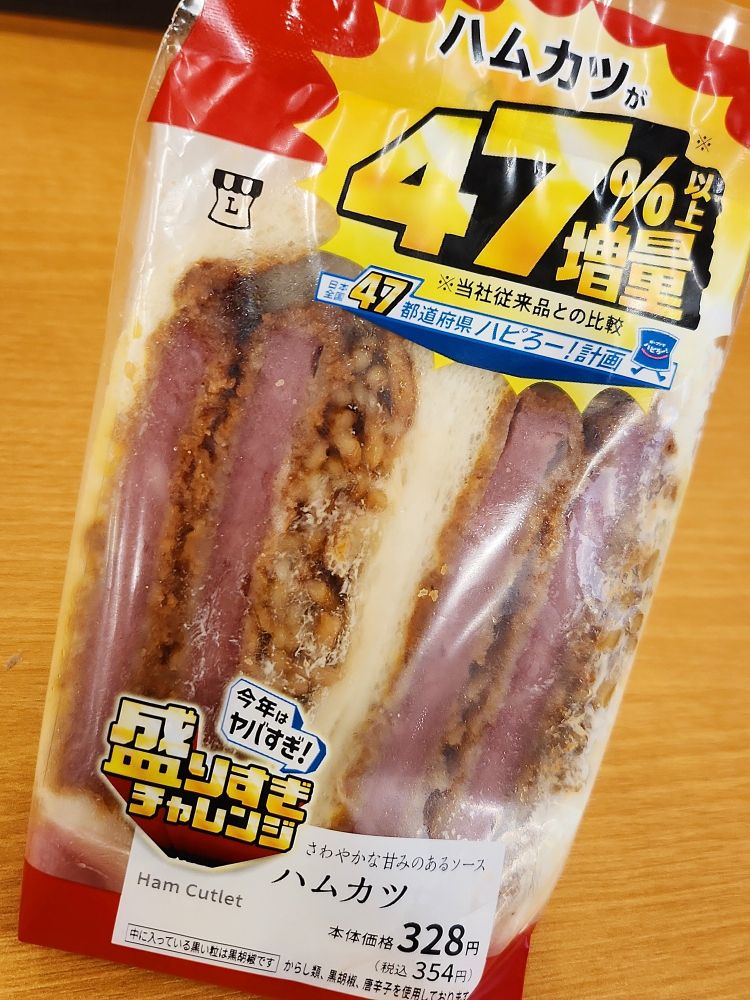 ハムカツが
47%以上
増量
※
※当社従来品との比較
日本
全国
47都道府県ハピろー!計画
ハピろー!
L
今年は
ヤバすぎ!
盛りすぎ
チャレンジ
さわやかな甘みのあるソース
ハムカツ
Ham Cutlet
本体価格328円
(税込354円)
中に入っている黒い粒は黒胡椒です
からし類、黒胡椒、唐辛子を使用しております